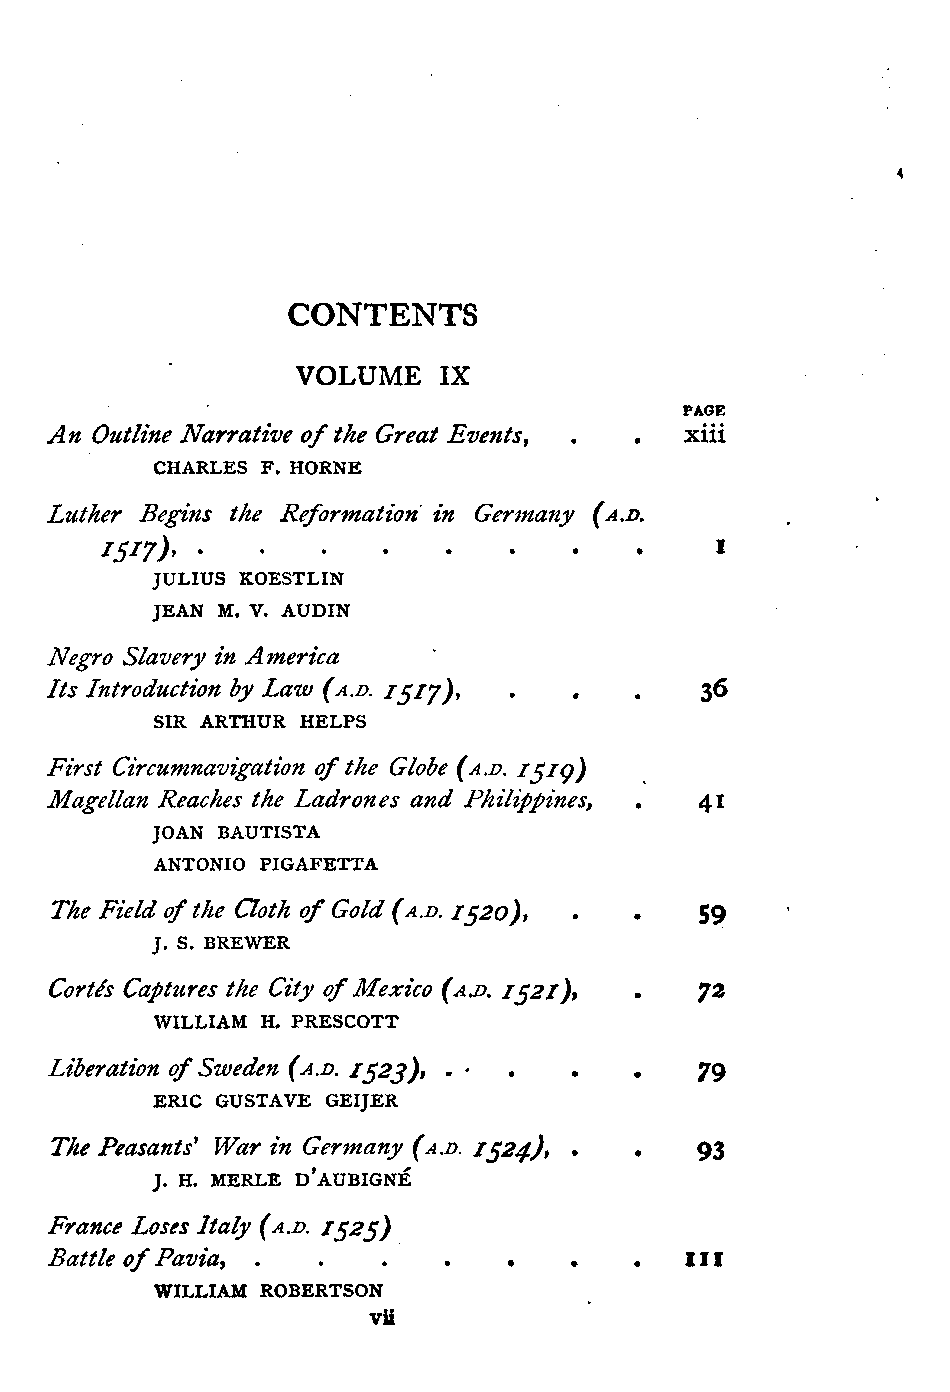 CONTENTS
VOLUME IX
PAGE
An Outline Narrative of the Great Events, . . xiii
CHARLES F. HORNE
Luther Begins the Reformation in Germany (A.D.
1517), . . . . . . . . 1
JULIUS KOESTLIN
JEAN M. V. AUDIN
Negro Slavery in America
Its Introduction by Law (A.D. 1517), . . . 36
SIR ARTHUR HELPS
First Circumnavigation of the Globe (A.D. 1519)
Magellan Reaches the Ladrones and Philippines, . 41
JOAN BAUTISTA
ANTONIO PIGAFETTA
The Field of the Cloth of Gold (A.D. 1520), . . 59
J. S. BREWER
Cortés Captures the City of Mexico (A.D. 1521), . 72
WILLIAM H. PRESCOTT
Liberation of Sweden (A.D. 1523), . . . . 79
ERIC GUSTAVE GEIJER
The Peasants' War in Germany (A.D. 1524), . . 93
J. H. MERLE D'AUBIGNÉ
France Loses Italy (A.D. 1525)
Battle of Pavia, . . . . . . . 111
WILLIAM ROBERTSON
vii